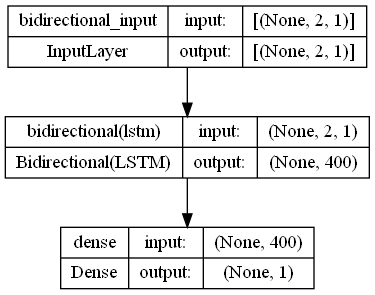 bidirectional_input input: [(None, 2, 1)]
InputLayer output: [(None, 2, 1)]
bidirectional(lstm) input: (None, 2, 1)
Bidirectional(LSTM) output: (None, 400)
dense input: (None, 400)
Dense output: (None, 1)